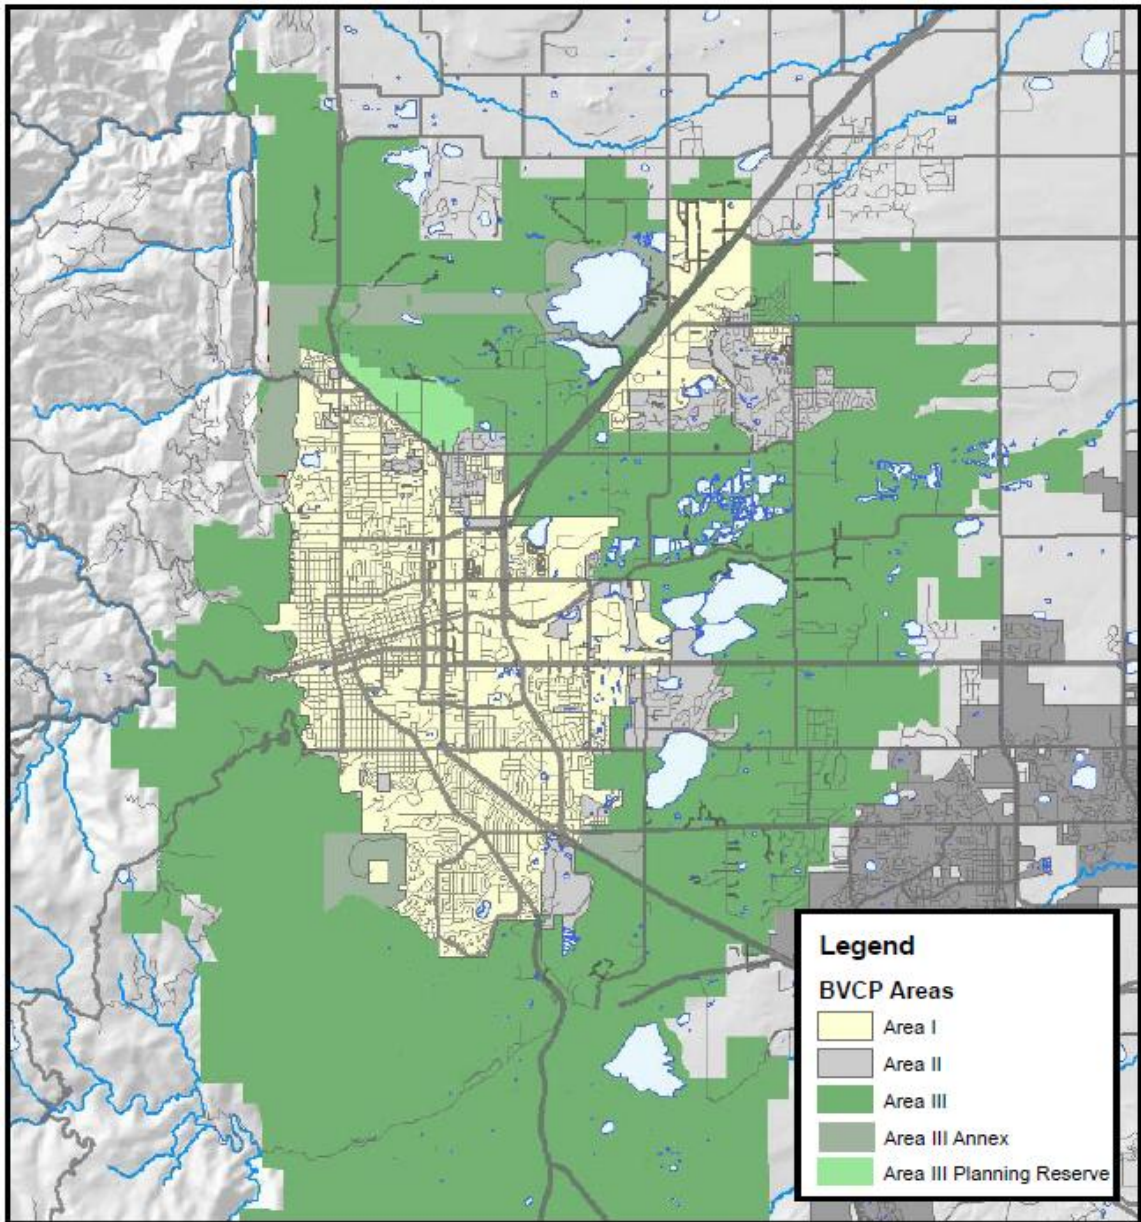 Legend
BVCP Areas
Area I
Area II
Area III
Area III Annex
Area III Planning Reserve